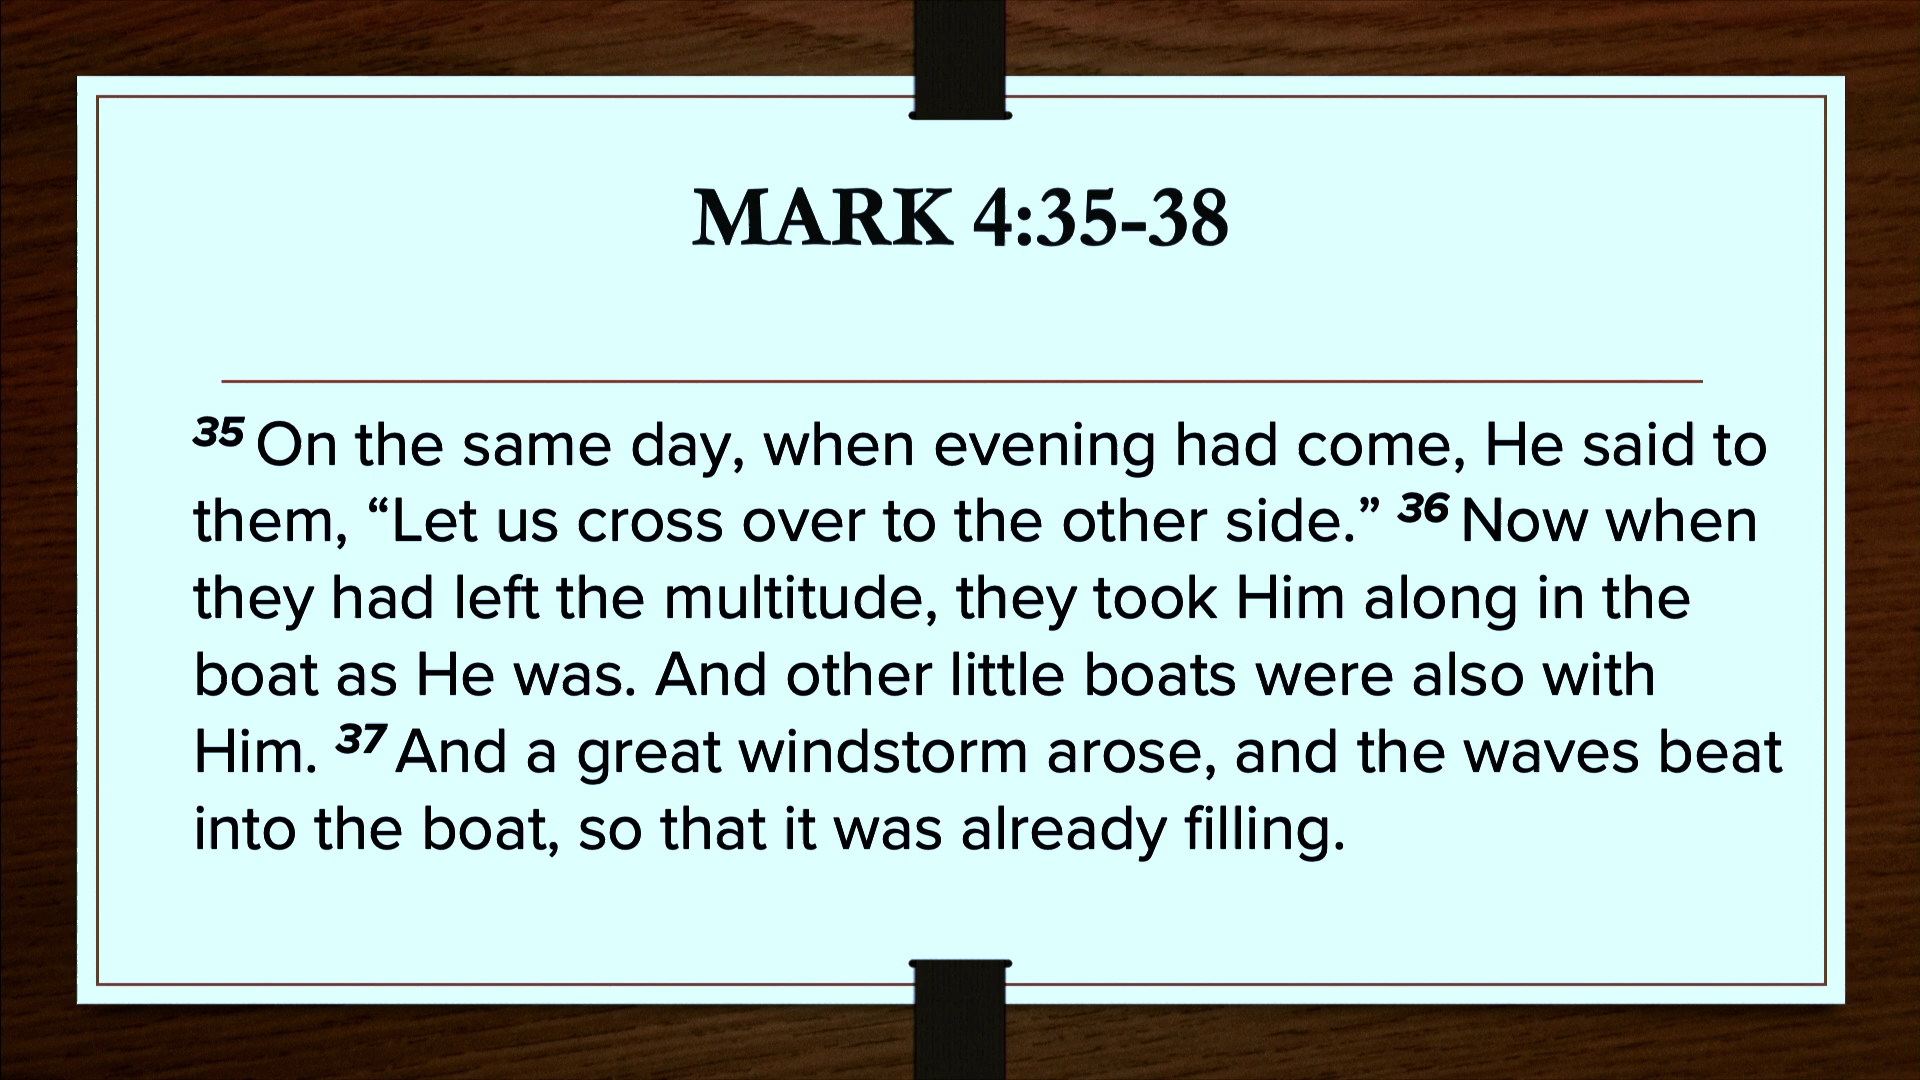 MARK 4:35-38
35 On the same day, when evening had come, He said to
them, “Let us cross over to the other side.” 36 Now when
they had left the multitude, they took Him along in the
boat as He was. And other little boats were also with
Him. 37 And a great windstorm arose, and the waves beat
into the boat, so that it was already filling.